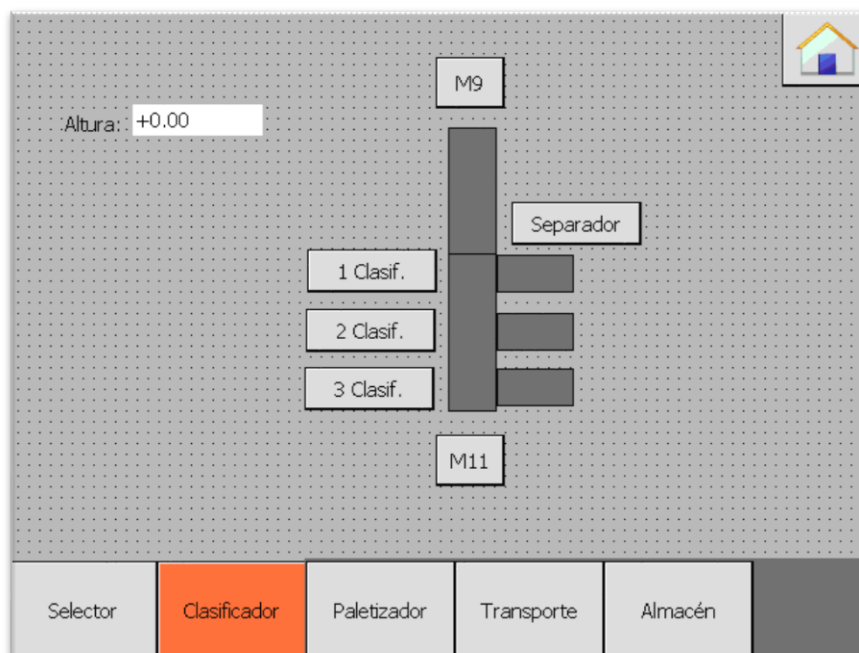 M9
Altura: +0.00
Separador
1 Clasif.
2 Clasif.
3 Clasif.
M11
Selector Clasificador Paletizador Transporte Almacén